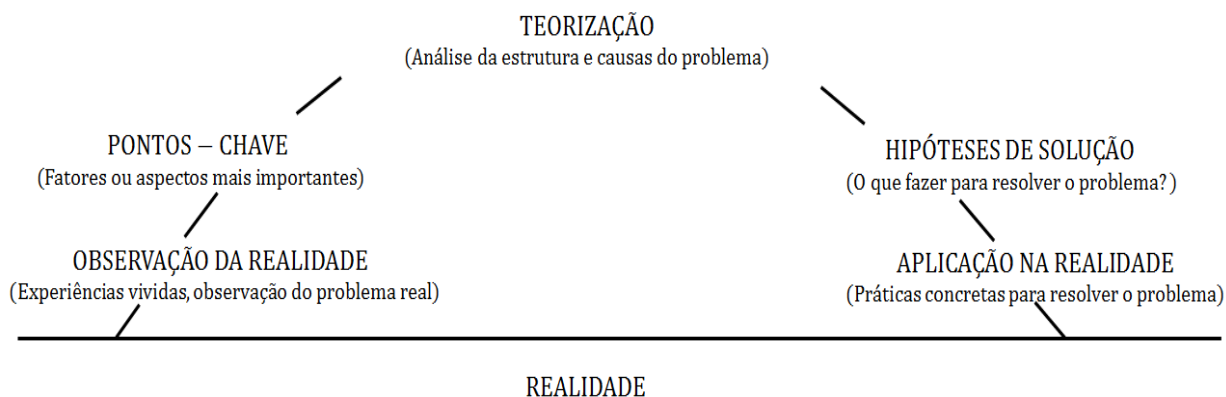 TEORIZAÇÃO
(Análise da estrutura e causas do problema)
PONTOS – CHAVE
(Fatores ou aspectos mais importantes)
HIPÓTESES DE SOLUÇÃO
(O que fazer para resolver o problema?)
OBSERVAÇÃO DA REALIDADE
(Experiências vividas, observação do problema real)
APLICAÇÃO NA REALIDADE
(Práticas concretas para resolver o problema)
REALIDADE